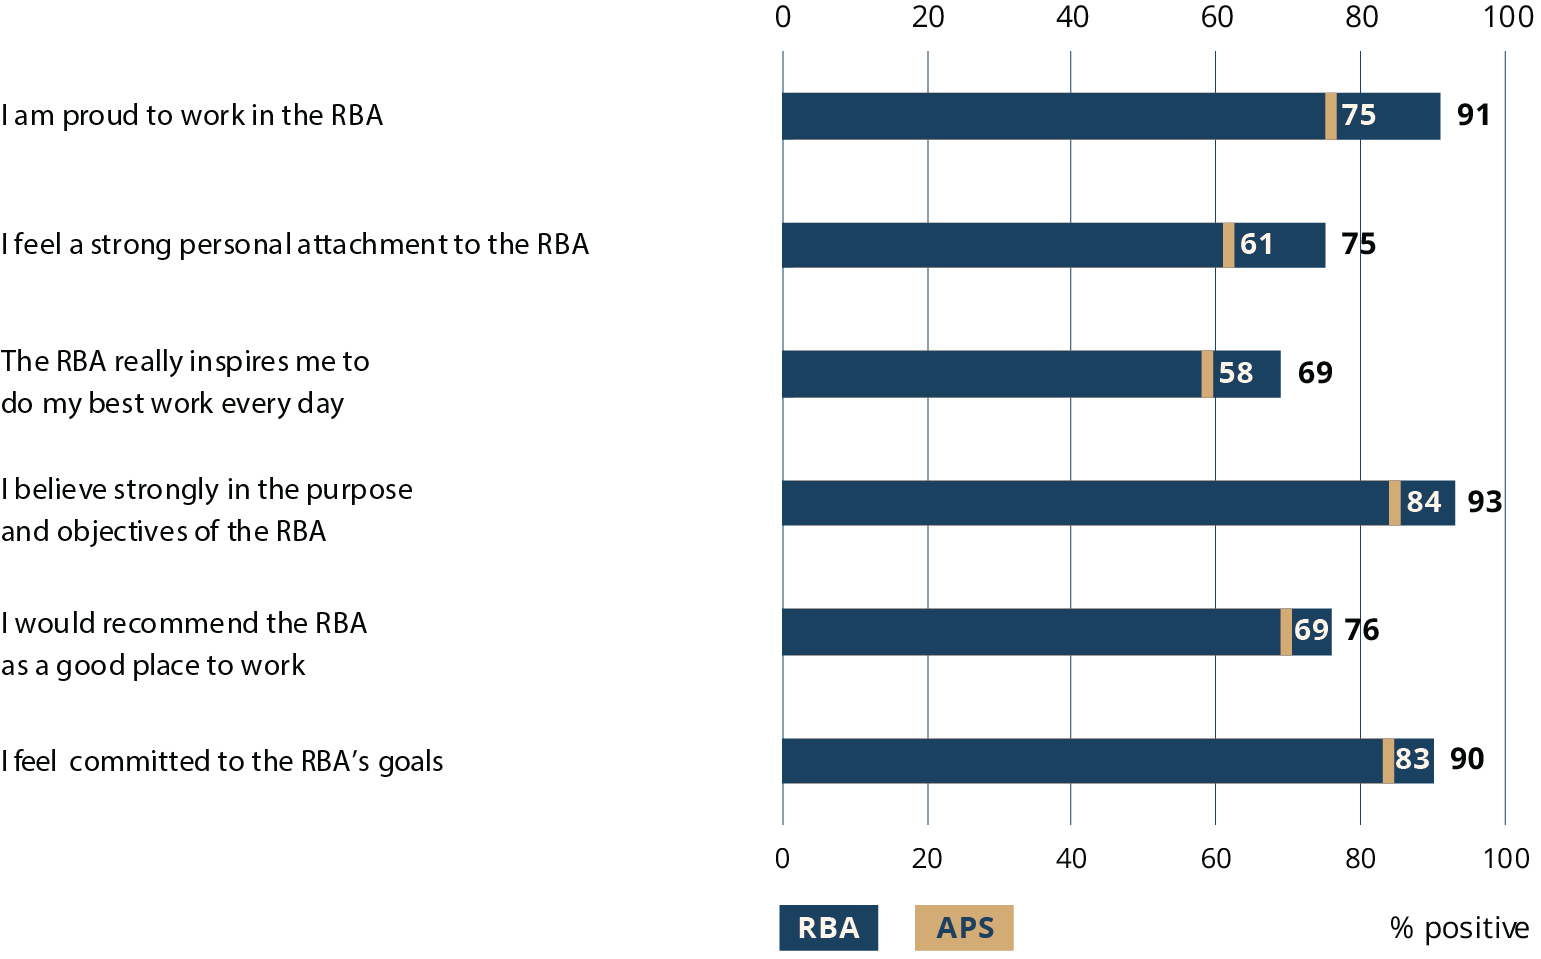 0 20 40 60 80 100
I am proud to work in the RBA 75 91
I feel a strong personal attachment to the RBA 61 75
The RBA really inspires me to
do my best work every day
58 69
I believe strongly in the purpose
and objectives of the RBA
84 93
I would recommend the RBA
as a good place to work
69 76
I feel committed to the RBA’s goals 83 90
0 20 40 60 80 100
RBA APS % positive